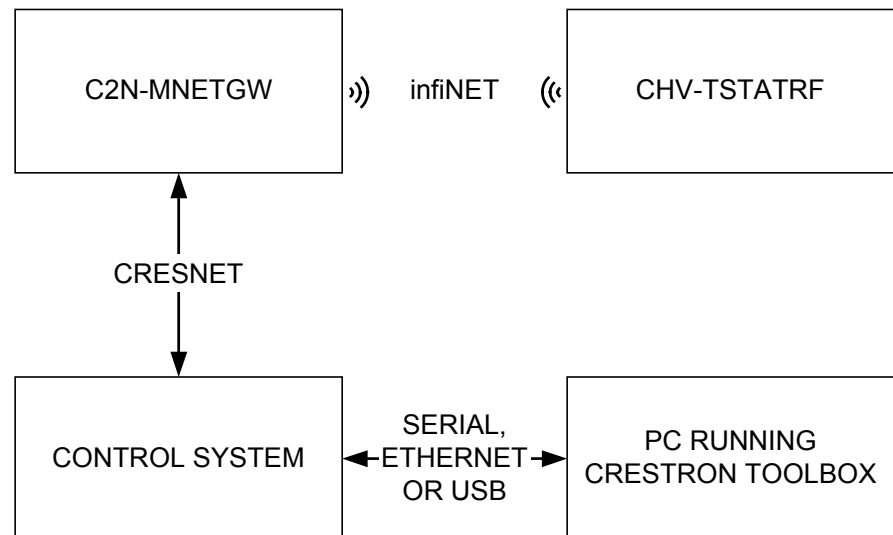 C2N-MNETGW
infiNET
CHV-TSTATRF
CRESNET
CONTROL SYSTEM
SERIAL,
ETHERNET
OR USB
PC RUNNING
CRESTRON TOOLBOX